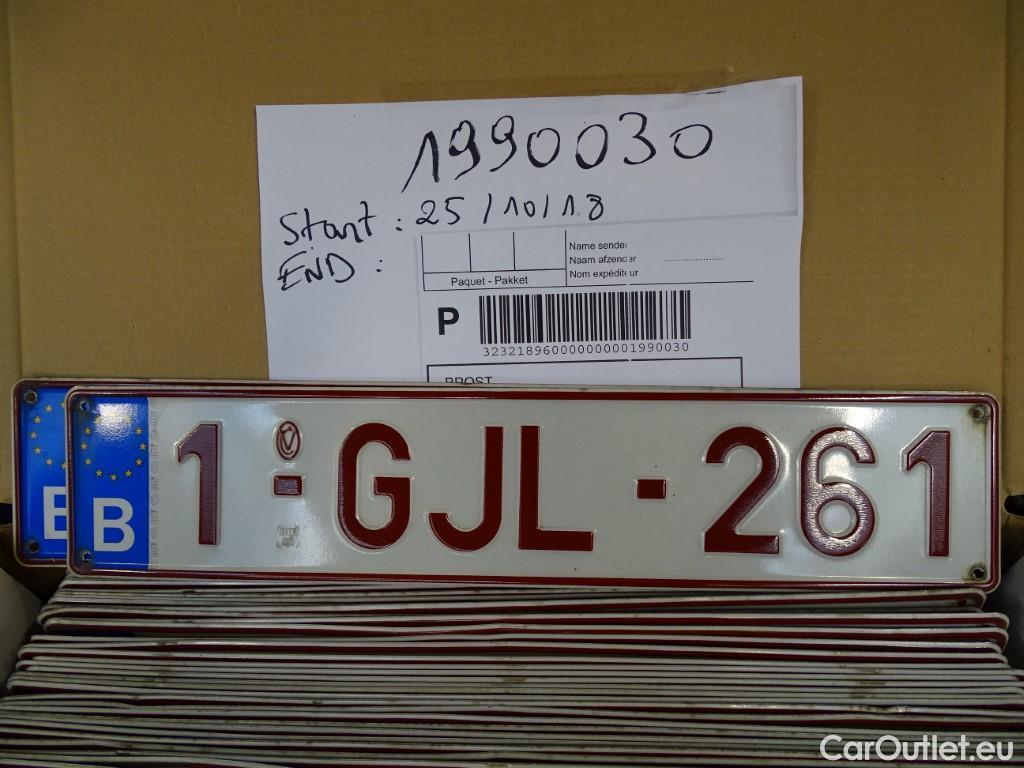 1990030
Start: 25/10/18
END:
Name sender
Naam afzender
Nom expéditeur
Paquet - Pakket
P
323218960000000001990030
BPOST
B
B 1-GJL-261
CarOutlet.eu